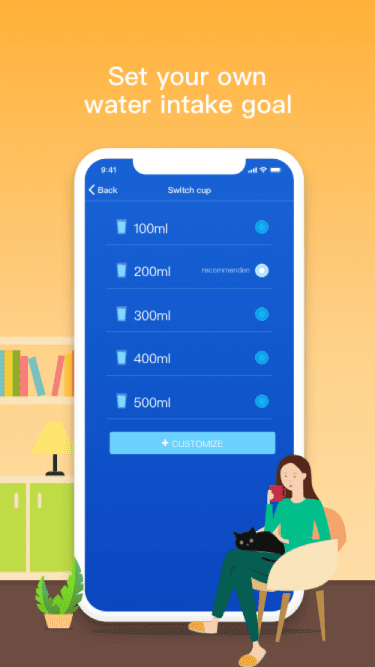 Set your own
water intake goal
9:41
Back
Switch cup
100ml
200ml recommenden
300ml
400ml
500ml
+ CUSTOMIZE